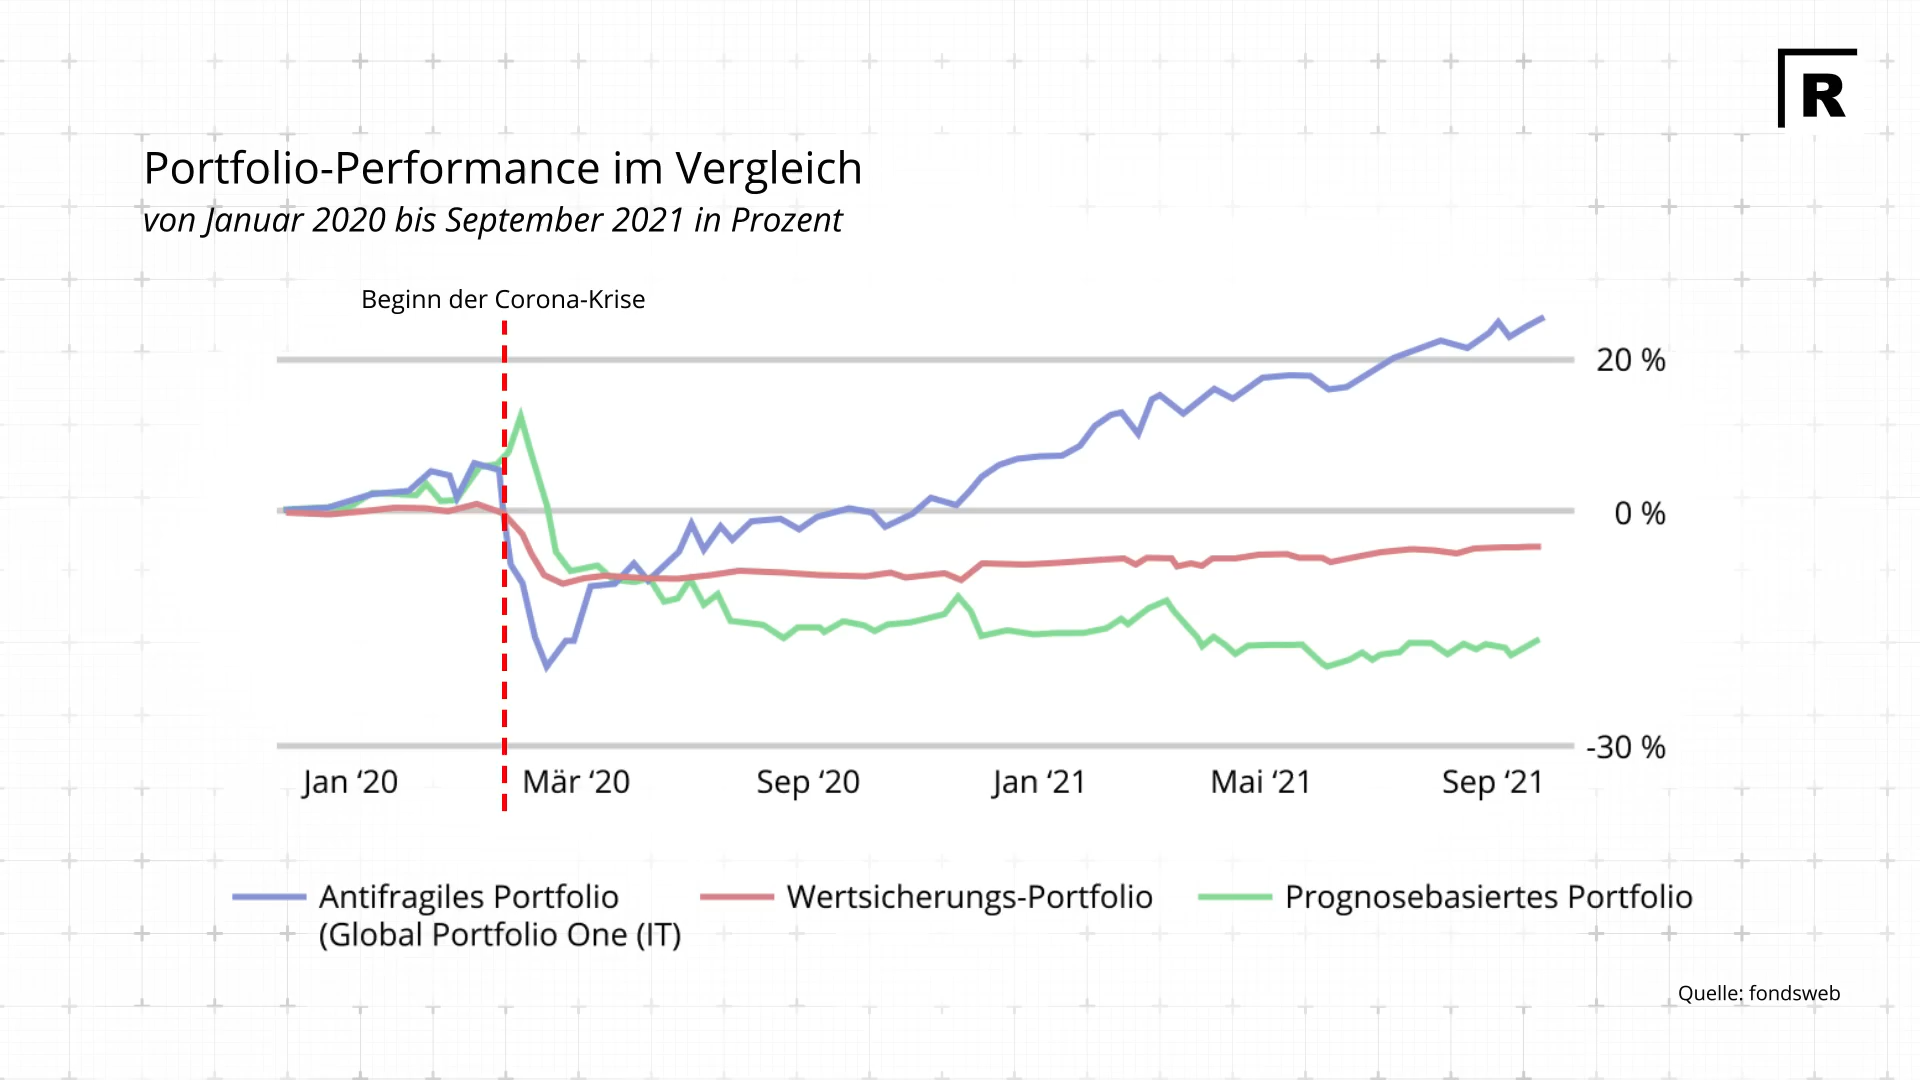 R
Portfolio-Performance im Vergleich
von Januar 2020 bis September 2021 in Prozent
Beginn der Corona-Krise
20 %
0 %
-30 %
Jan ‘20 Mär ‘20 Sep ‘20 Jan ‘21 Mai ‘21 Sep ‘21
Antifragiles Portfolio
(Global Portfolio One (IT)
Wertsicherungs-Portfolio
Prognosebasiertes Portfolio
Quelle: fondsweb